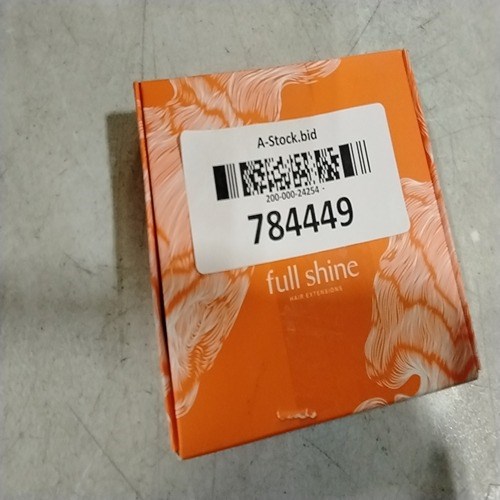 A-Stock.bid
200-000-24254 -
784449
full shine
HAIR EXTENSIONS